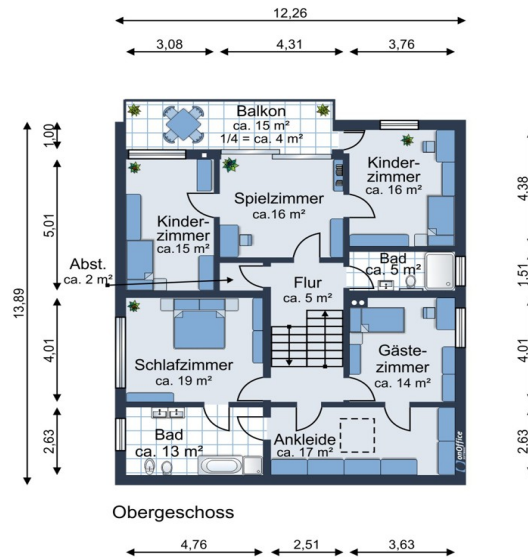 12,26
3,08 4,31 3,76
Balkon
ca. 15 m²
1/4 = ca. 4 m²
Kinder-
zimmer
ca. 16 m²
Spielzimmer
ca.16 m²
Kinder-
zimmer
ca.15 m²
Abst.
ca. 2 m²
Flur
ca. 5 m²
Bad
ca. 5 m²
Schlafzimmer
ca. 19 m²
Gäste-
zimmer
ca. 14 m²
Bad
ca. 13 m²
Ankleide
ca. 17 m²
onOffice
13,89
1,00
5,01
4,01
2,63
4,38
1,51
4,01
2,63
Obergeschoss
4,76 2,51 3,63